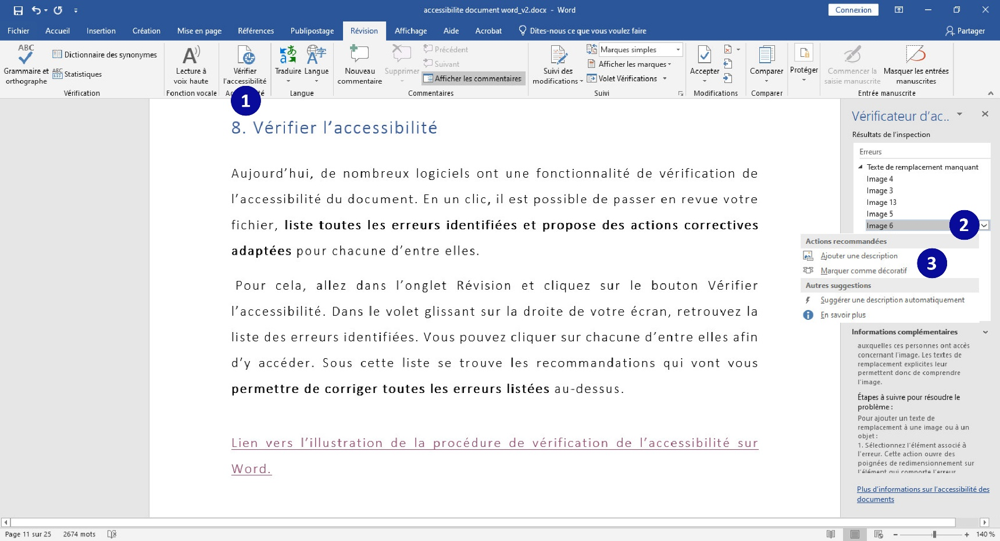 accessibilite document word_v2.docx - Word
Connexion
Fichier Accueil Insertion Création Mise en page Références Publipostage Révision Affichage Aide Acrobat Dites-nous ce que vous voulez faire Partager
ABC
Grammaire et orthographe
Dictionnaire des synonymes
ABC 123 Statistiques
Vérification
Lecture à voix haute
Fonction vocale
Vérifier l'accessibilité
Traduire
Langue
Langue
Nouveau commentaire
Supprimer
Précédent
Suivant
Afficher les commentaires
Commentaires
Suivi des modifications
Marques simples
Afficher les marques
Volet Vérifications
Suivi
Accepter
Modifications
Comparer
Comparer
Protéger
Commencer la saisie manuscrite
Masquer les entrées manuscrites
Entrée manuscrite
1
8. Vérifier l'accessibilité
Aujourd'hui, de nombreux logiciels ont une fonctionnalité de vérification de
l'accessibilité du document. En un clic, il est possible de passer en revue votre
fichier, liste toutes les erreurs identifiées et propose des actions correctives
adaptées pour chacune d'entre elles.
Pour cela, allez dans l'onglet Révision et cliquez sur le bouton Vérifier
l'accessibilité. Dans le volet glissant sur la droite de votre écran, retrouvez la
liste des erreurs identifiées. Vous pouvez cliquer sur chacune d'entre elles afin
d'y accéder. Sous cette liste se trouve les recommandations qui vont vous
permettre de corriger toutes les erreurs listées au-dessus.
Lien vers l'illustration de la procédure de vérification de l'accessibilité sur
Word.
Vérificateur d'ac..
Résultats de l'inspection
Erreurs
Texte de remplacement manquant
Image 4
Image 3
Image 13
Image 5
Image 6
2
Actions recommandées
Ajouter une description
Marquer comme décoratif
3
Autres suggestions
Suggérer une description automatiquement
En savoir plus
Informations complémentaires
auxquelles ces personnes ont accès
concernant l'image. Les textes de
remplacement explicites leur
permettent donc de comprendre
l'image.
Étapes à suivre pour résoudre le
problème :
Pour ajouter un texte de
remplacement à une image ou à un
objet :
1. Sélectionnez l'élément associé à
l'erreur. Cette action ouvre des
poignées de redimensionnement sur
l'élément qui comporte l'erreur
Plus d'informations sur l'accessibilité des
documents
Page 11 sur 25 2674 mots
140 %